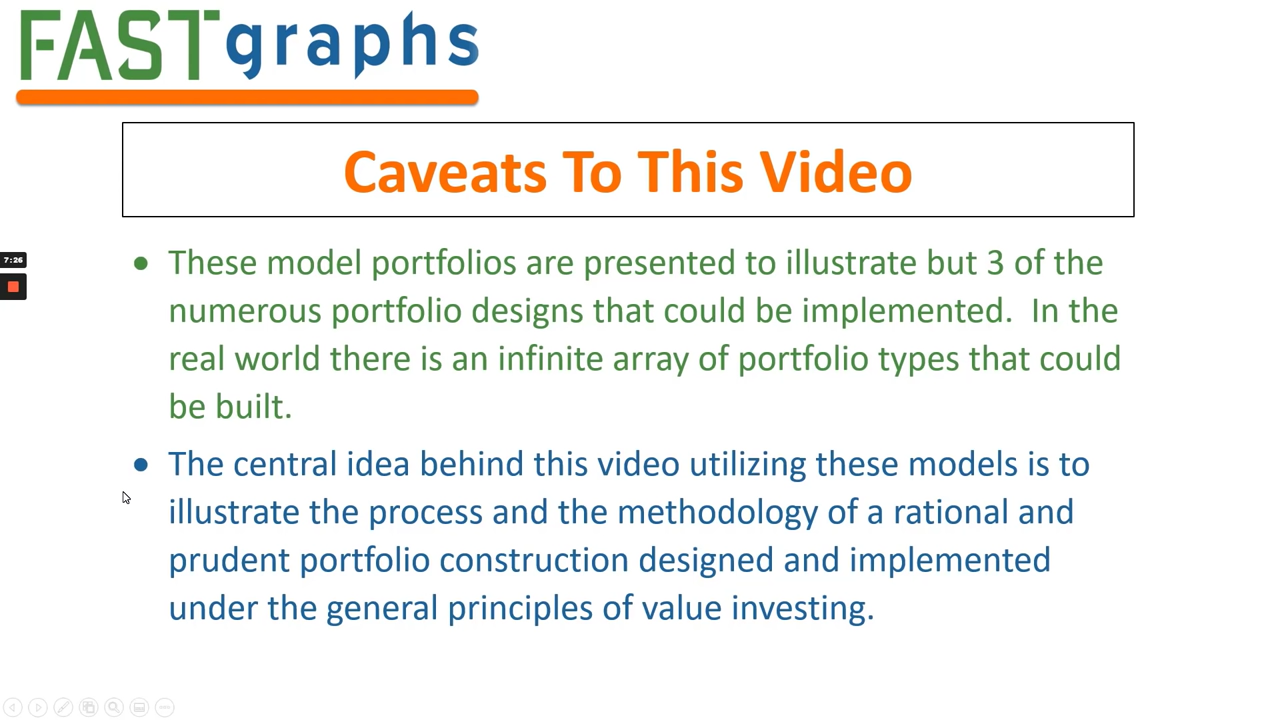 FASTgraphs
Caveats To This Video
7:26
• These model portfolios are presented to illustrate but 3 of the
numerous portfolio designs that could be implemented.  In the
real world there is an infinite array of portfolio types that could
be built.
• The central idea behind this video utilizing these models is to
illustrate the process and the methodology of a rational and
prudent portfolio construction designed and implemented
under the general principles of value investing.